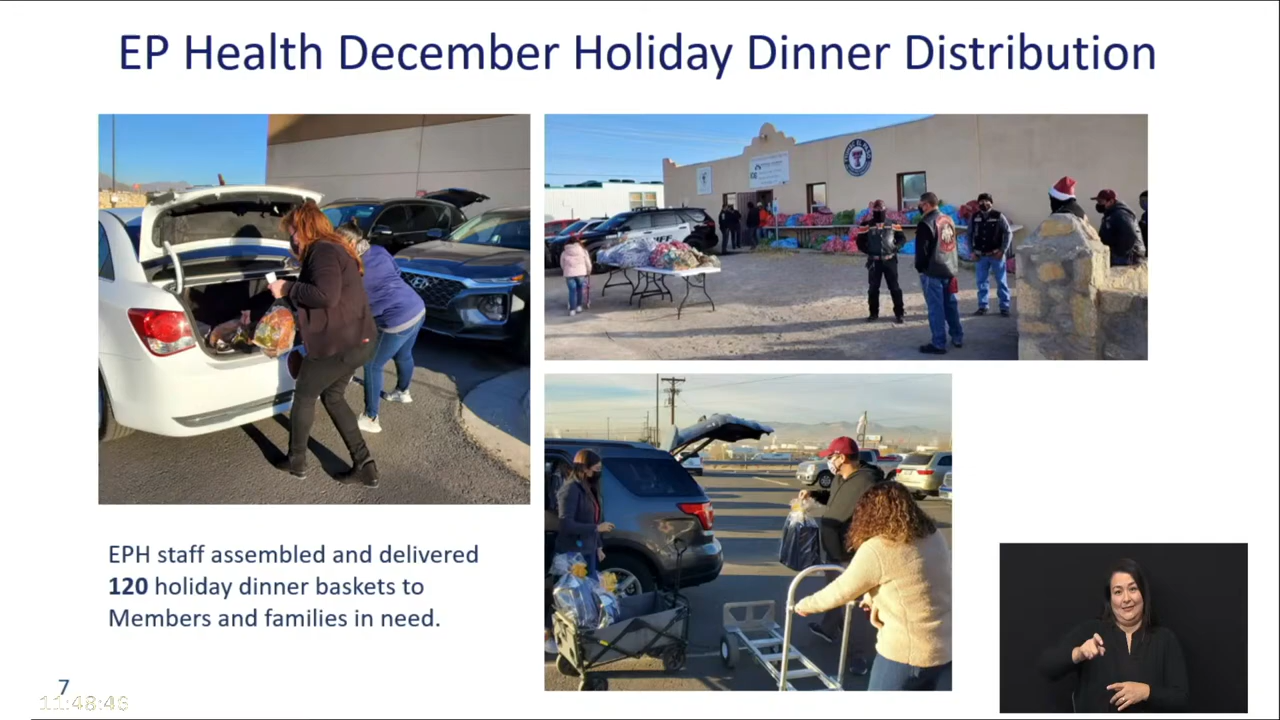 EP Health December Holiday Dinner Distribution
EPH staff assembled and delivered
120 holiday dinner baskets to
Members and families in need.
7
11:48:43